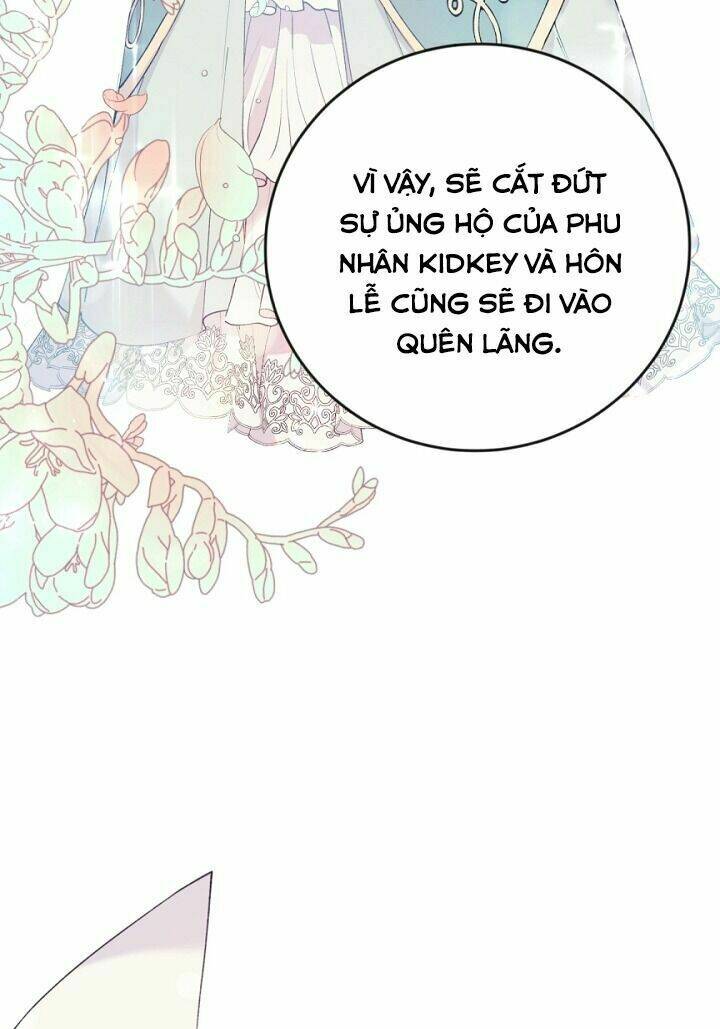 VÌ VẬY, SẼ CẮT ĐỨT
SỰ ỦNG HỘ CỦA PHU
NHÂN KIDKEY VÀ HÔN
LỄ CŨNG SẼ ĐI VÀO
QUÊN LÃNG.